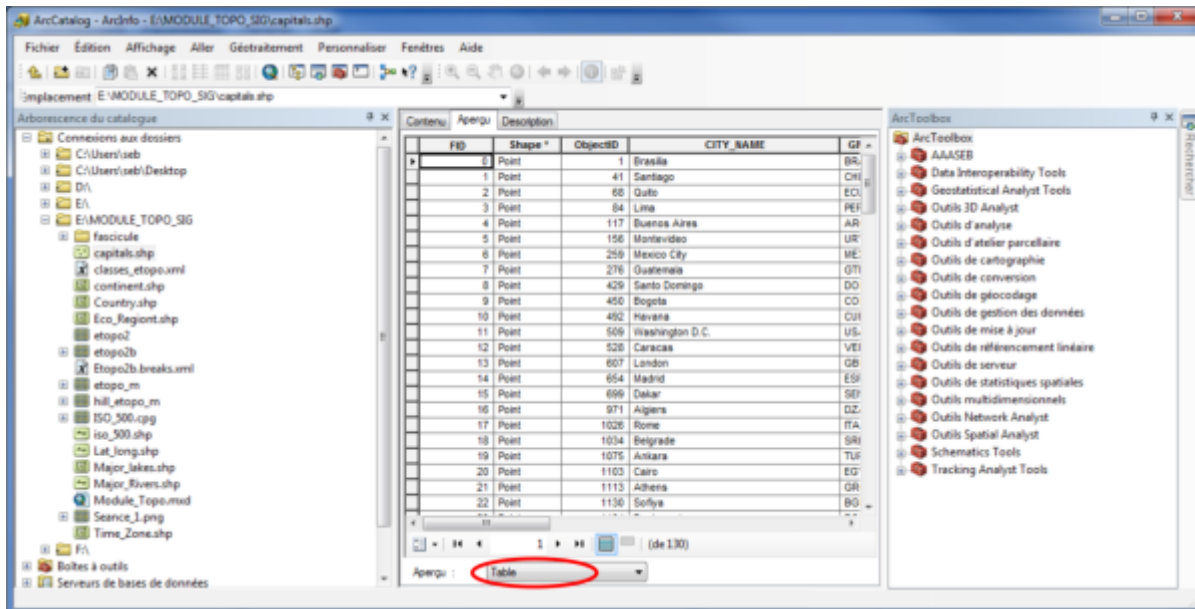 ArcCatalog - ArcInfo - E:\MODULE_TOPO_SIG\capitals.shp
Fichier Édition Affichage Aller Géotraitement Personnaliser Fenêtres Aide
Emplacement E:\MODULE_TOPO_SIG\capitals.shp
Arborescence du catalogue
Connexions aux dossiers
C:\Users\seb
C:\Users\seb\Desktop
D:\
E:\
E:\MODULE_TOPO_SIG
fascicule
capitals.shp
classes_etopo.xml
continent.shp
Country.shp
Eco_Regiont.shp
etopo2
etopo2b
Etopo2b.breaks.xml
etopo_m
hill_etopo_m
ISO_500.cpg
iso_500.shp
Lat_long.shp
Major_lakes.shp
Major_Rivers.shp
Module_Topo.mxd
Seance_1.png
Time_Zone.shp
F:\
Boîtes à outils
Serveurs de bases de données
Contenu Aperçu Description
FID Shape * ObjectID CITY_NAME
0 Point 1 Brasilia
1 Point 41 Santiago
2 Point 68 Quito
3 Point 84 Lima
4 Point 117 Buenos Aires
5 Point 156 Montevideo
6 Point 259 Mexico City
7 Point 276 Guatemala
8 Point 429 Santo Domingo
9 Point 450 Bogota
10 Point 492 Havana
11 Point 509 Washington D.C.
12 Point 528 Caracas
13 Point 607 London
14 Point 654 Madrid
15 Point 699 Dakar
16 Point 971 Algiers
17 Point 1026 Rome
18 Point 1034 Belgrade
19 Point 1075 Ankara
20 Point 1103 Cairo
21 Point 1113 Athens
22 Point 1130 Sofiya
1 (de 130)
Aperçu : Table
ArcToolbox
ArcToolbox
AAASEB
Data Interoperability Tools
Geostatistical Analyst Tools
Outils 3D Analyst
Outils d'analyse
Outils d'atelier parcellaire
Outils de cartographie
Outils de conversion
Outils de géocodage
Outils de gestion des données
Outils de mise à jour
Outils de référencement linéaire
Outils de serveur
Outils de statistiques spatiales
Outils multidimensionnels
Outils Network Analyst
Outils Spatial Analyst
Schematics Tools
Tracking Analyst Tools
Rechercher